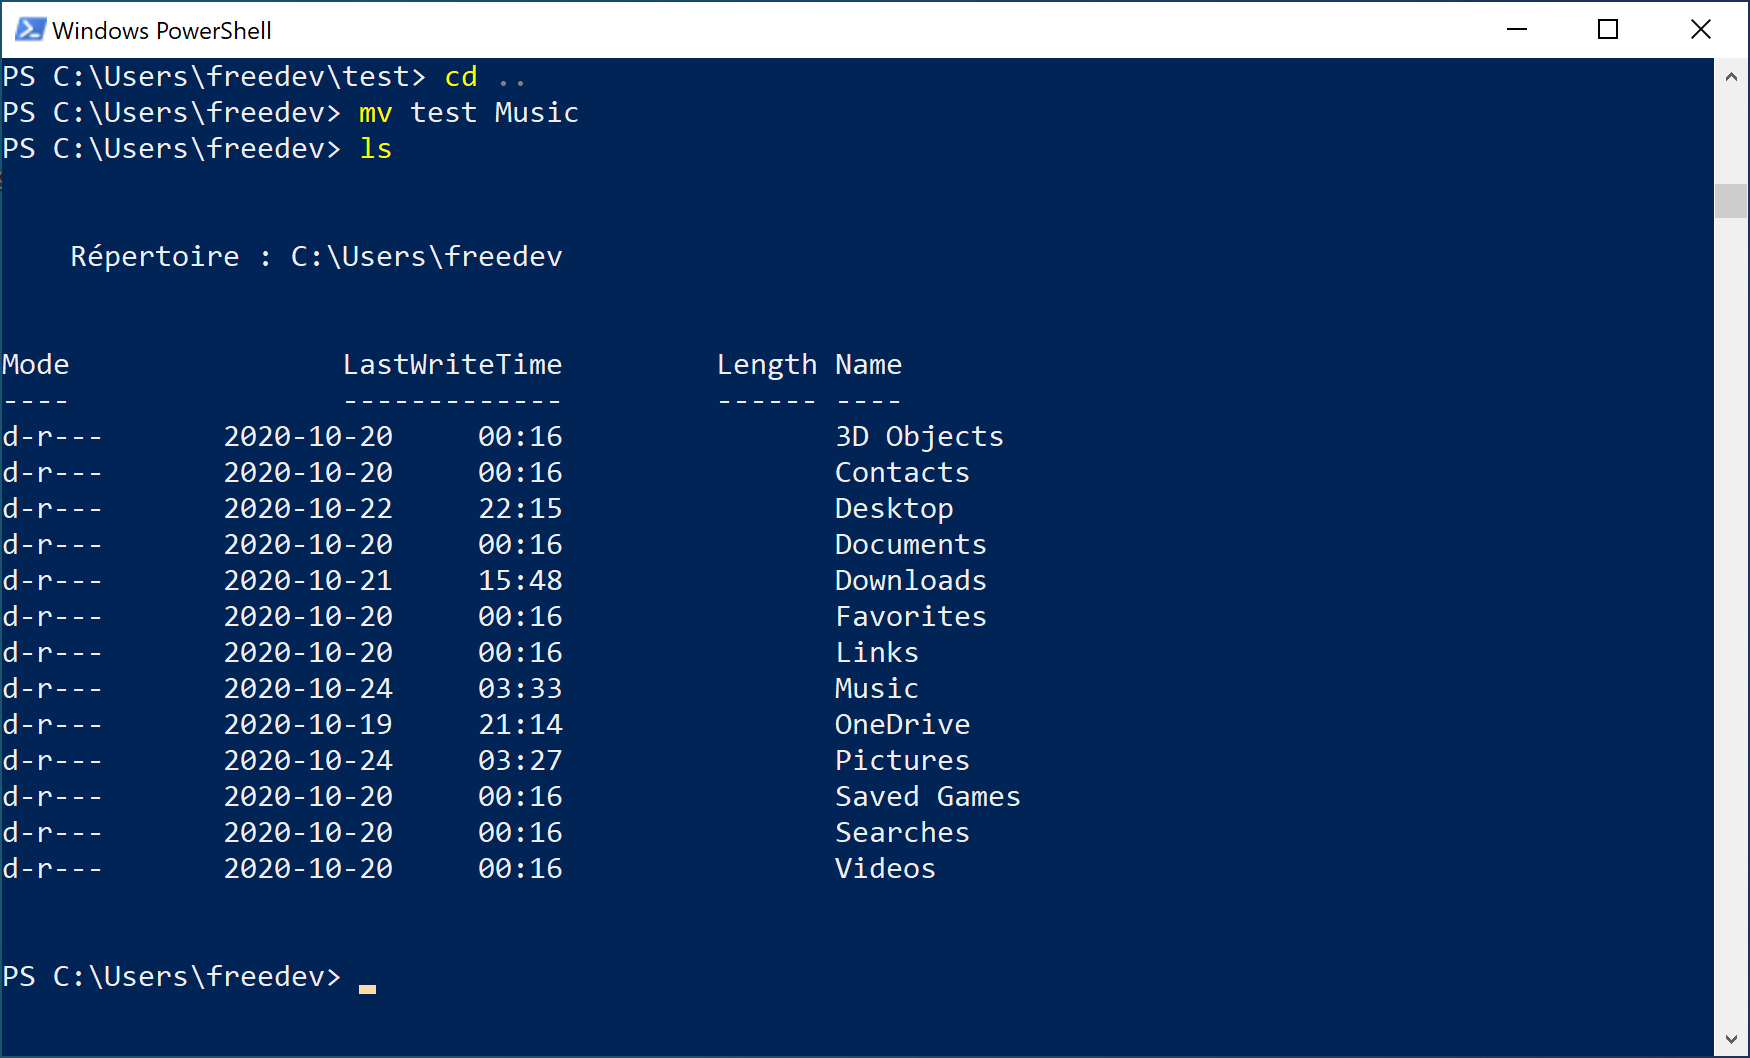 Windows PowerShell
PS C:\Users\freedev\test> cd ..
PS C:\Users\freedev> mv test Music
PS C:\Users\freedev> ls
Répertoire : C:\Users\freedev
Mode LastWriteTime Length Name
---- ------------- ------ ----
d-r--- 2020-10-20 00:16 3D Objects
d-r--- 2020-10-20 00:16 Contacts
d-r--- 2020-10-22 22:15 Desktop
d-r--- 2020-10-20 00:16 Documents
d-r--- 2020-10-21 15:48 Downloads
d-r--- 2020-10-20 00:16 Favorites
d-r--- 2020-10-20 00:16 Links
d-r--- 2020-10-24 03:33 Music
d-r--- 2020-10-19 21:14 OneDrive
d-r--- 2020-10-24 03:27 Pictures
d-r--- 2020-10-20 00:16 Saved Games
d-r--- 2020-10-20 00:16 Searches
d-r--- 2020-10-20 00:16 Videos
PS C:\Users\freedev>